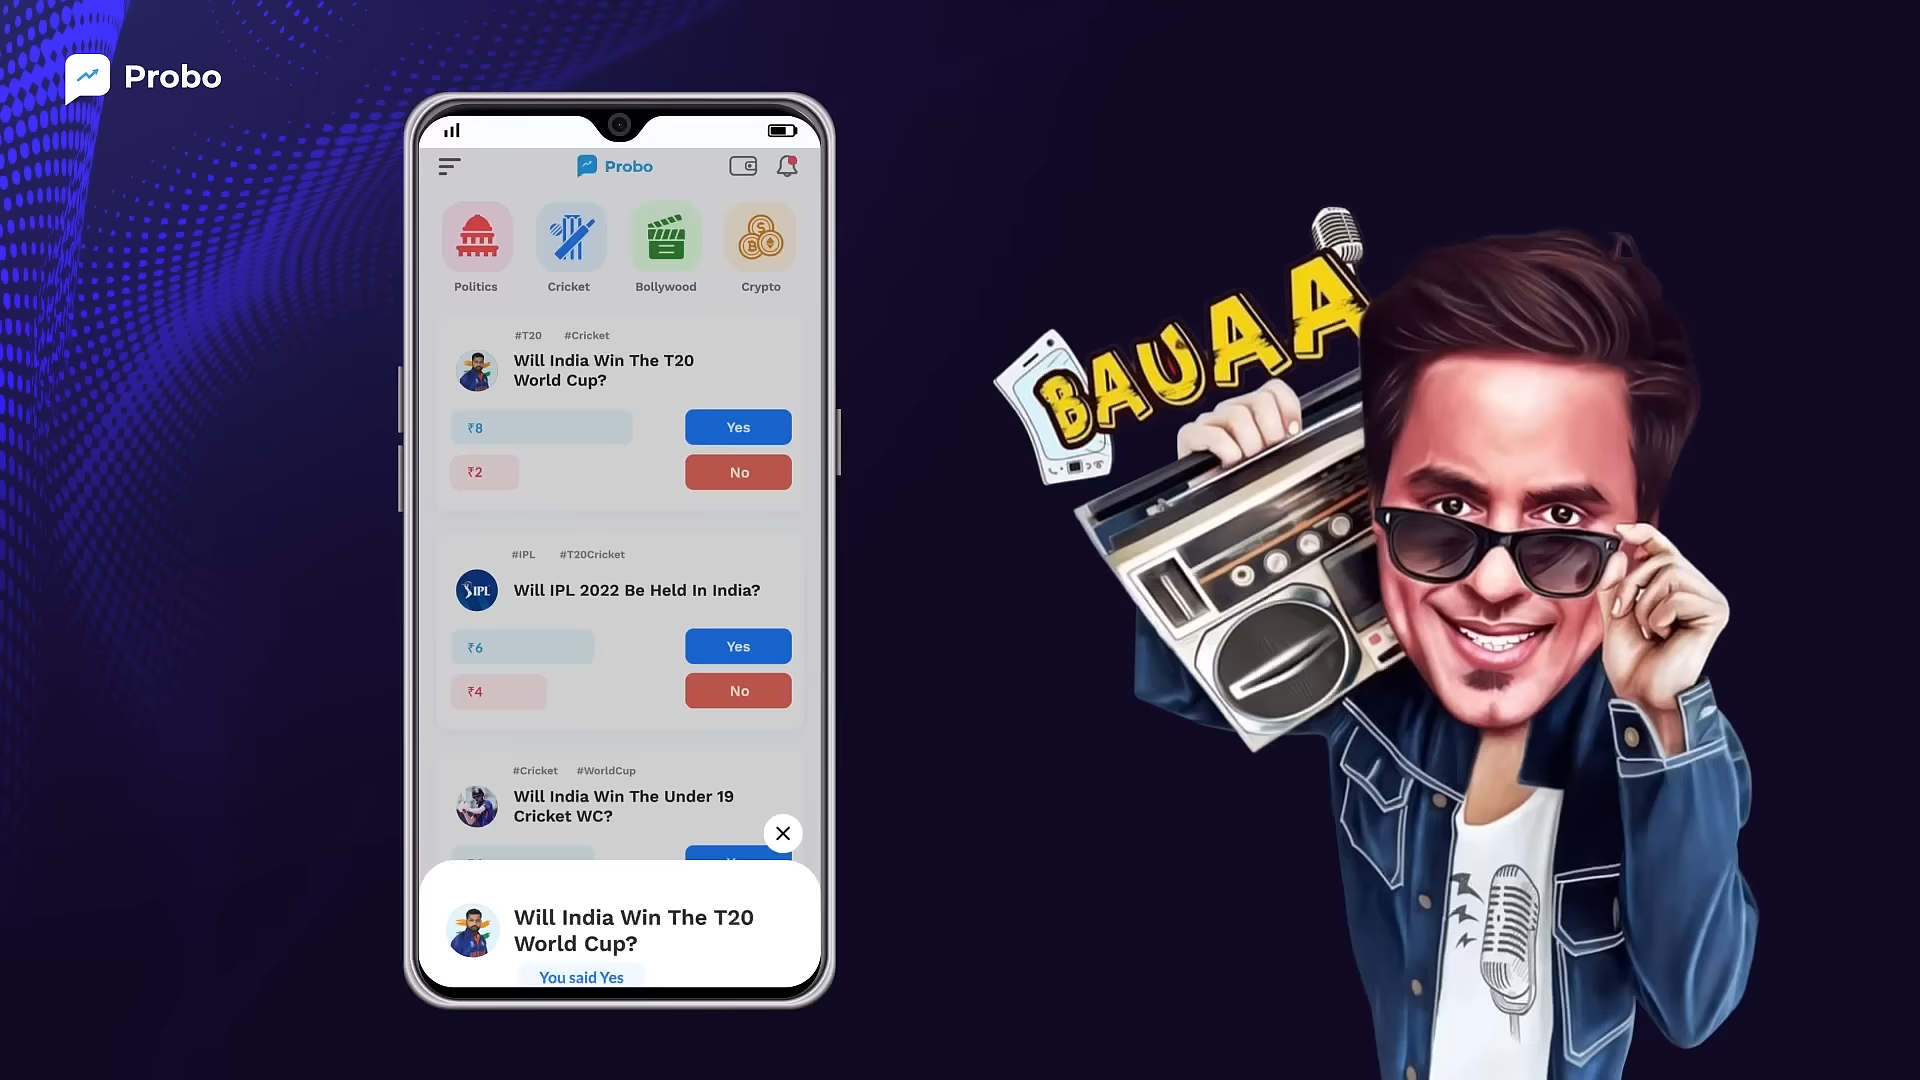 Probo
Probo
Politics
Cricket
Bollywood
Crypto
#T20 #Cricket
Will India Win The T20
World Cup?
₹8
Yes
₹2
No
#IPL #T20Cricket
IPL
Will IPL 2022 Be Held In India?
₹6
Yes
₹4
No
#Cricket #WorldCup
Will India Win The Under 19
Cricket WC?
Will India Win The T20
World Cup?
You said Yes
BAUAA